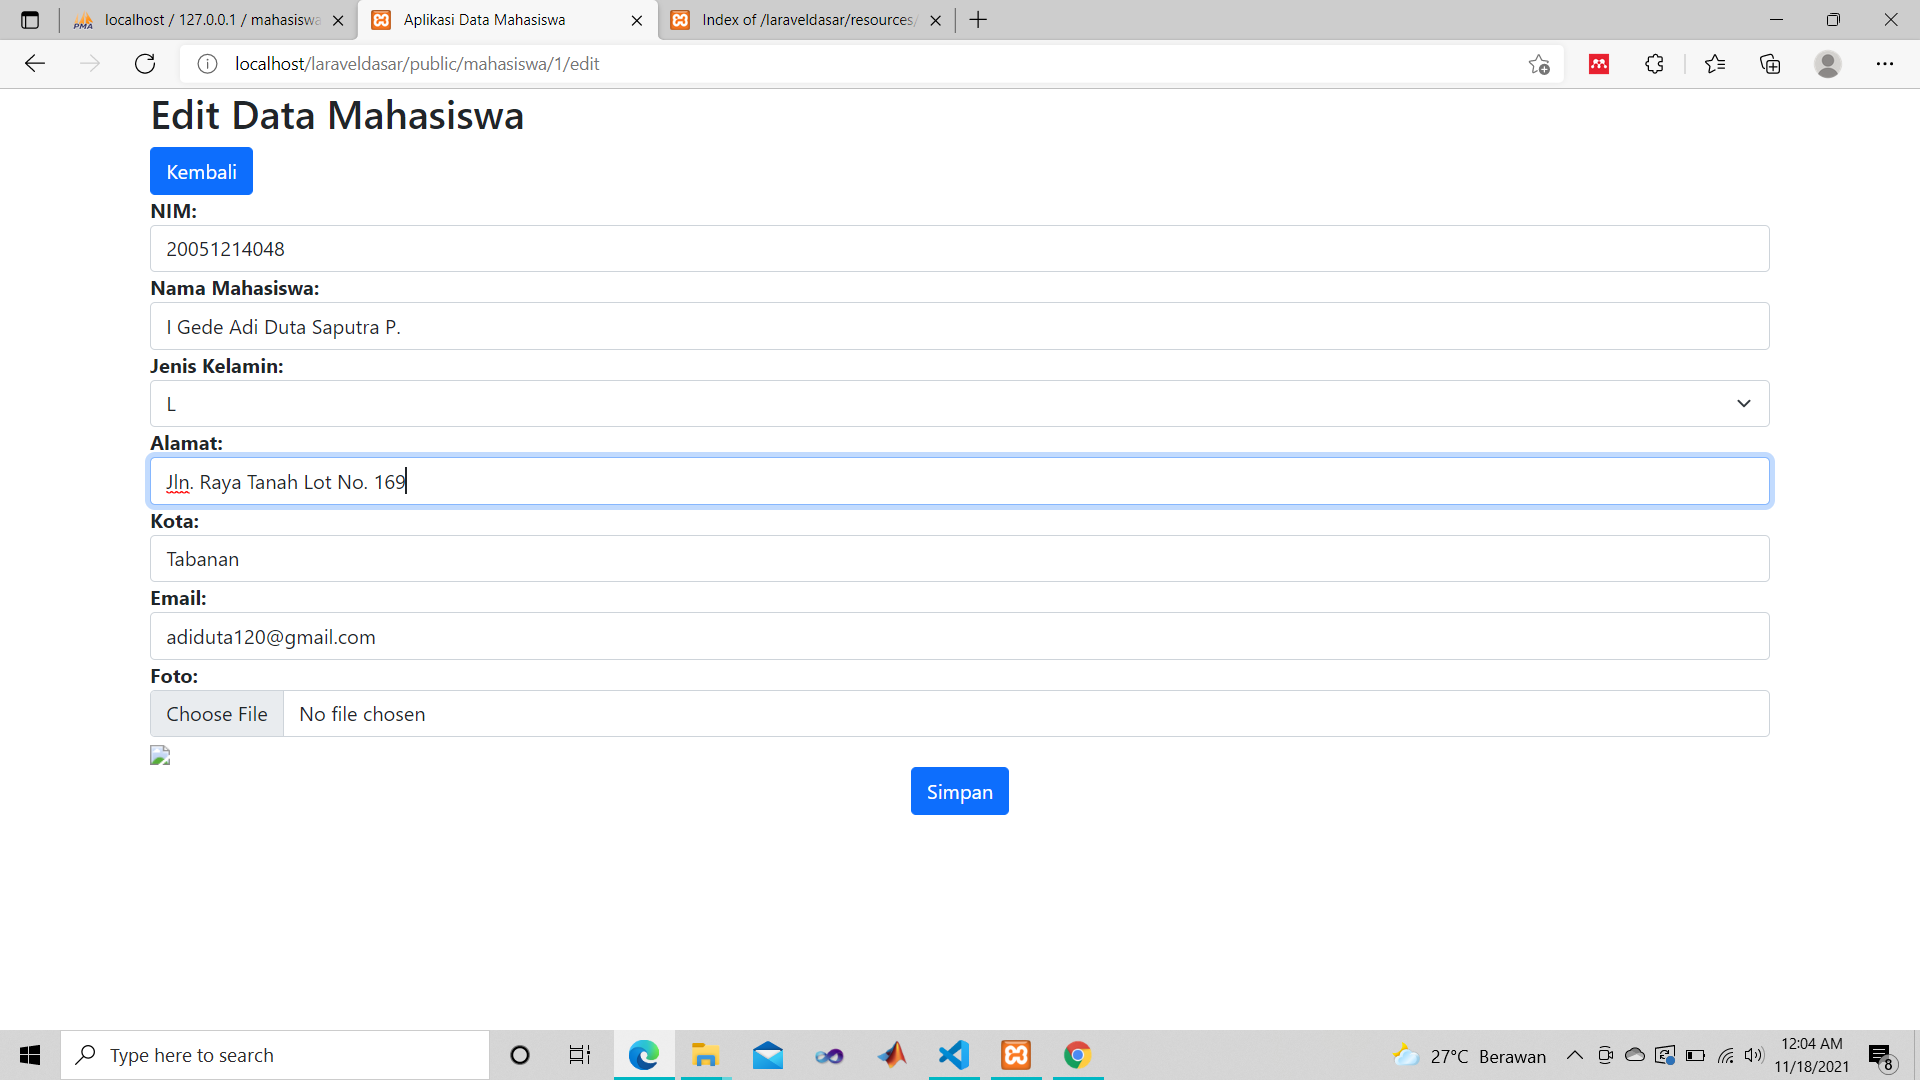 localhost / 127.0.0.1 / mahasiswa
Aplikasi Data Mahasiswa
Index of /laraveldasar/resources/
localhost/laraveldasar/public/mahasiswa/1/edit
Edit Data Mahasiswa
Kembali
NIM:
20051214048
Nama Mahasiswa:
I Gede Adi Duta Saputra P.
Jenis Kelamin:
L
Alamat:
Jln. Raya Tanah Lot No. 169
Kota:
Tabanan
Email:
adiduta120@gmail.com
Foto:
Choose File
No file chosen
Simpan
Type here to search
27°C Berawan
12:04 AM
11/18/2021
8
PMA